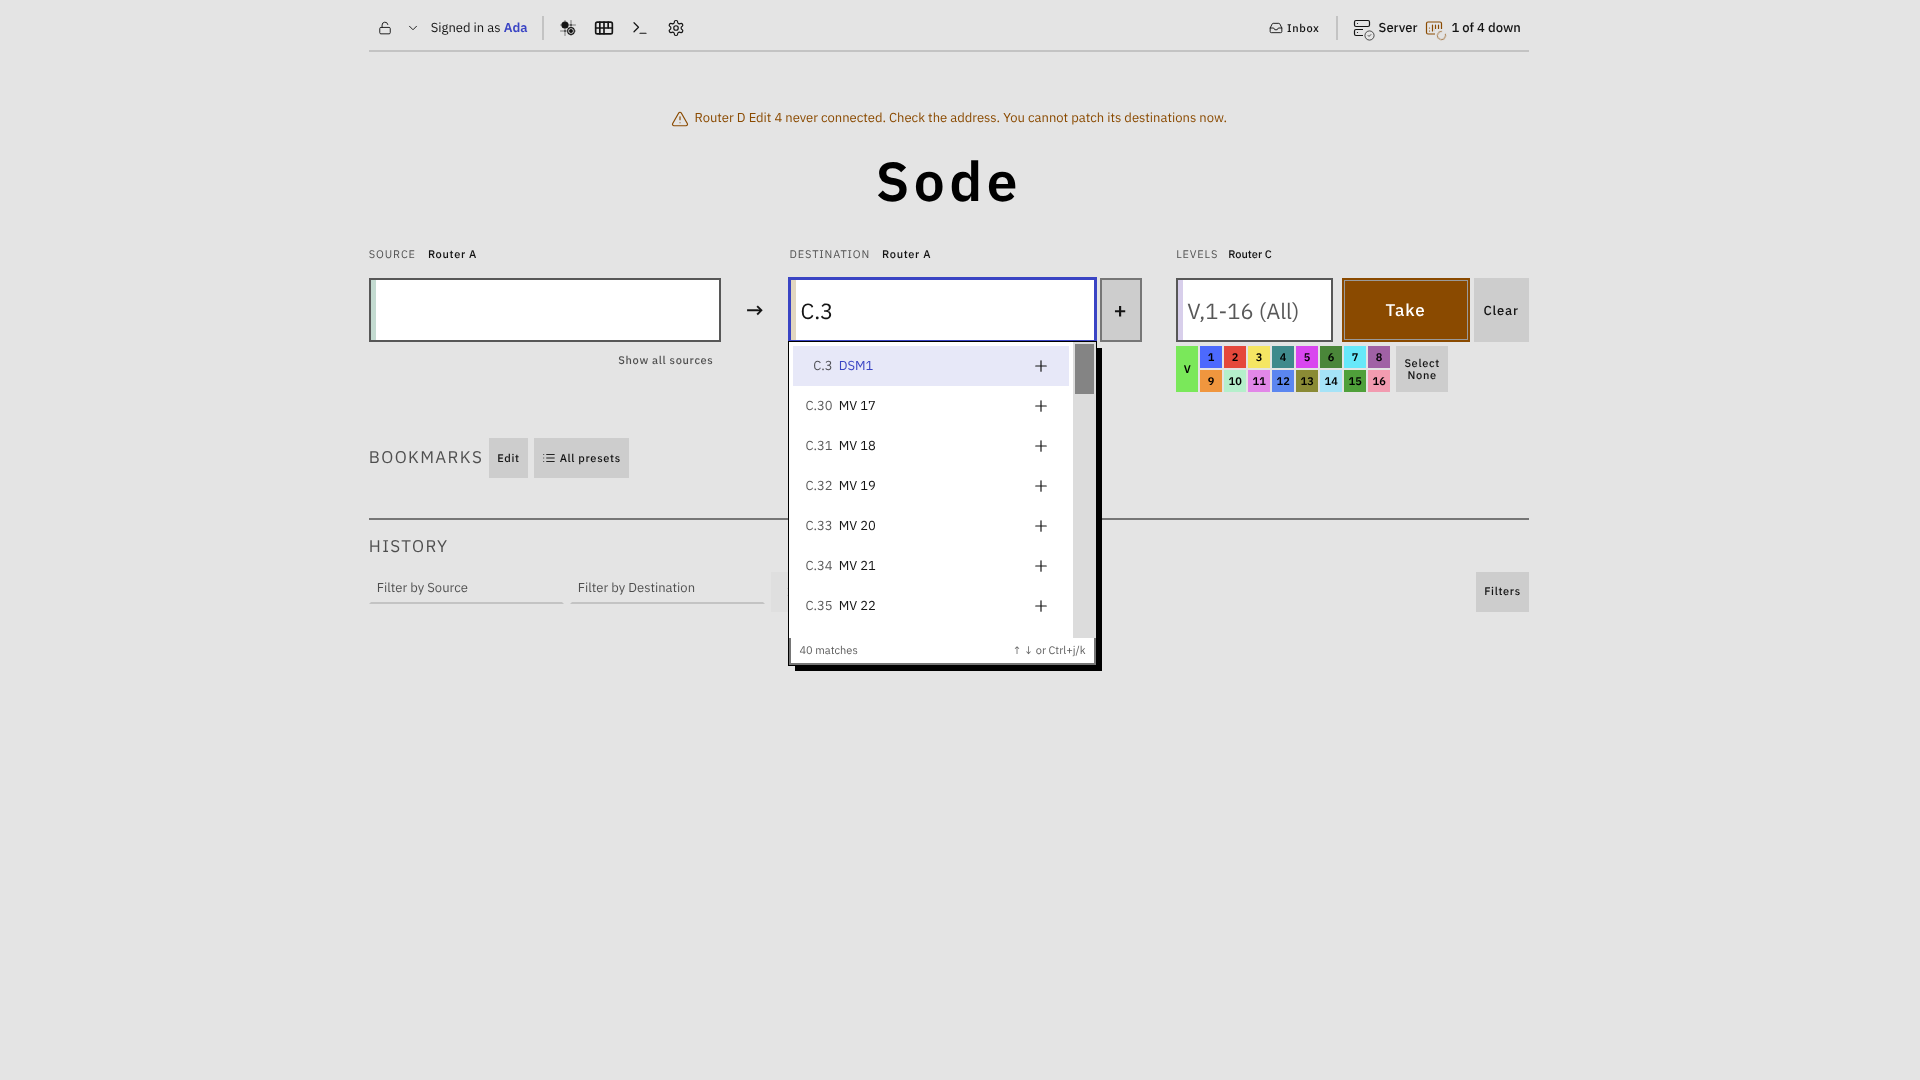 Signed in as Ada
Inbox
Server
1 of 4 down
Router D Edit 4 never connected. Check the address. You cannot patch its destinations now.
Sode
SOURCE Router A
DESTINATION Router A
LEVELS Router C
→
C.3
+
V,1-16 (All)
Take
Clear
Show all sources
V
1 2 3 4 5 6 7 8
9 10 11 12 13 14 15 16
Select
None
C.3 DSM1 +
C.30 MV 17 +
C.31 MV 18 +
C.32 MV 19 +
C.33 MV 20 +
C.34 MV 21 +
C.35 MV 22 +
40 matches
↑ ↓ or Ctrl+j/k
BOOKMARKS
Edit
All presets
HISTORY
Filter by Source
Filter by Destination
Filters